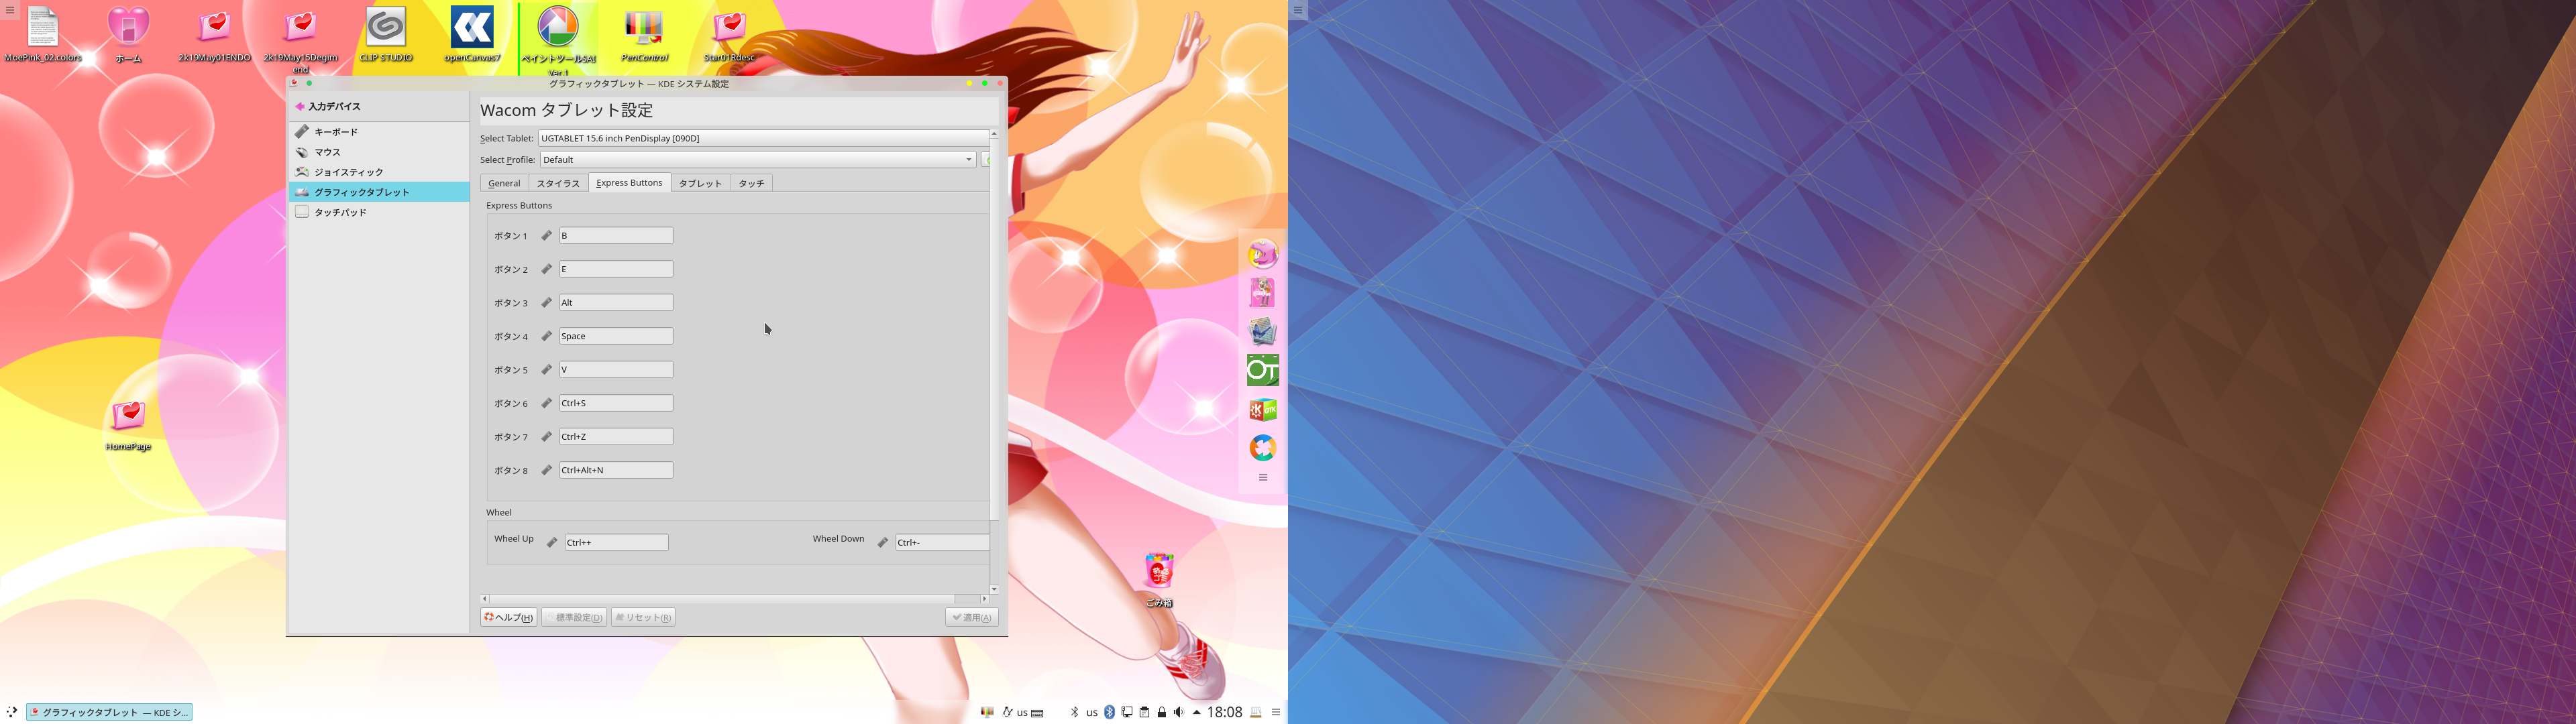 MoePink_02.colors
ホーム
2k19May01ENDO
2k19May15Degim
end
CLIP STUDIO
openCanvas7
ペイントツールSAI
Ver.1
PenControl
Star01Rdesc
グラフィックタブレット — KDE システム設定
入力デバイス
キーボード
マウス
ジョイスティック
グラフィックタブレット
タッチパッド
Wacom タブレット設定
Select Tablet: UGTABLET 15.6 inch PenDisplay [090D]
Select Profile: Default
General スタイラス Express Buttons タブレット タッチ
Express Buttons
ボタン 1 B
ボタン 2 E
ボタン 3 Alt
ボタン 4 Space
ボタン 5 V
ボタン 6 Ctrl+S
ボタン 7 Ctrl+Z
ボタン 8 Ctrl+Alt+N
Wheel
Wheel Up Ctrl++ Wheel Down Ctrl+-
ヘルプ(H) 標準設定(D) リセット(R) 適用(A)
HomePage
OT
GTK
ごみ箱
グラフィックタブレット — KDE シ...
us us 18:08